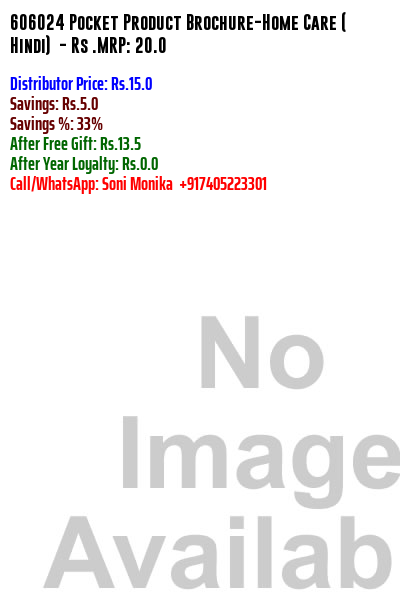 606024 Pocket Product Brochure-Home Care (
Hindi) - Rs .MRP: 20.0
Distributor Price: Rs.15.0
Savings: Rs.5.0
Savings %: 33%
After Free Gift: Rs.13.5
After Year Loyalty: Rs.0.0
Call/WhatsApp: Soni Monika +917405223301
No
Image
Availab